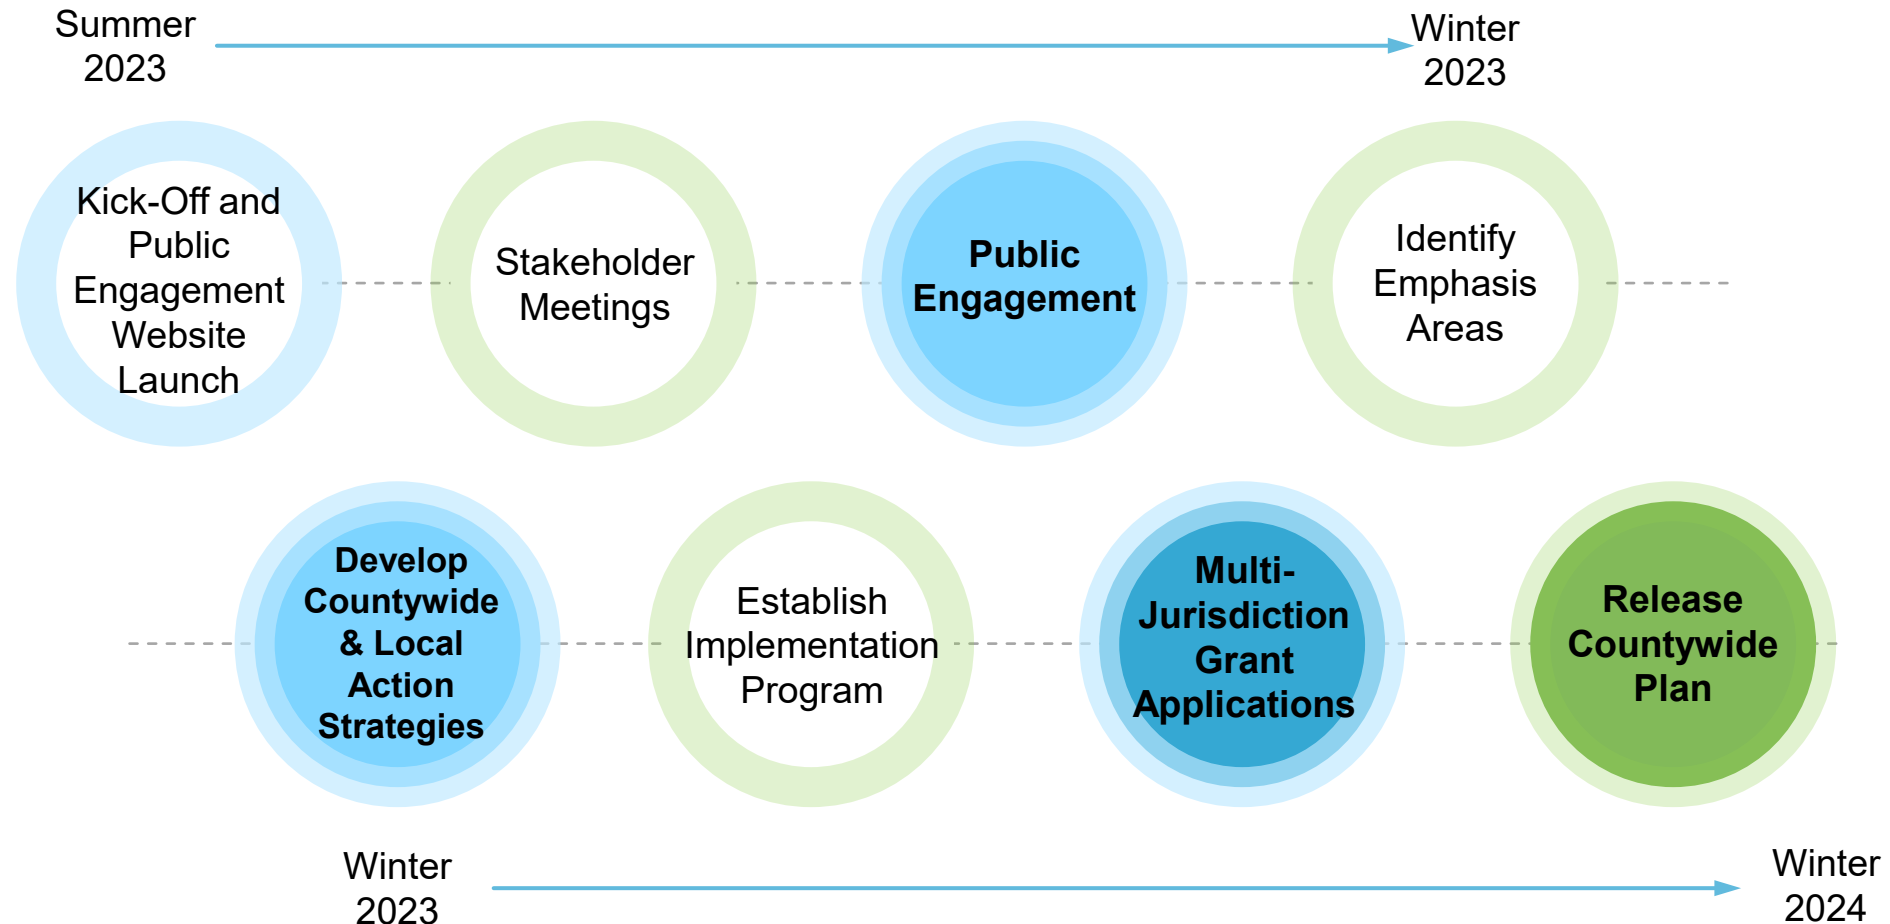 Summer
2023
Winter
2023
Kick-Off and
Public
Engagement
Website
Launch
Stakeholder
Meetings
Public
Engagement
Identify
Emphasis
Areas
Develop
Countywide
& Local
Action
Strategies
Establish
Implementation
Program
Multi-
Jurisdiction
Grant
Applications
Release
Countywide
Plan
Winter
2023
Winter
2024